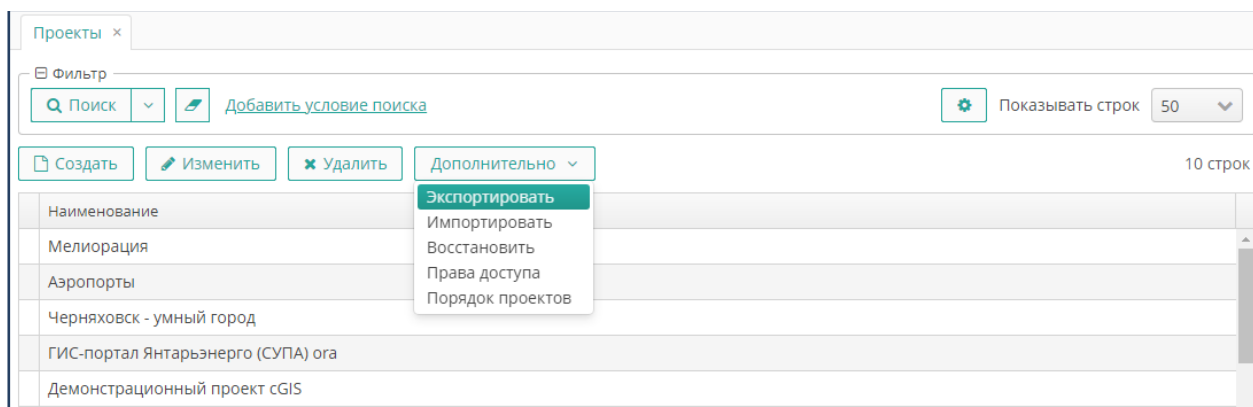 Проекты ×
Фильтр
Поиск
Добавить условие поиска
Показывать строк 50
Создать Изменить Удалить Дополнительно 10 строк
Экспортировать
Импортировать
Восстановить
Права доступа
Порядок проектов
Наименование
Мелиорация
Аэропорты
Черняховск - умный город
ГИС-портал Янтарьэнерго (СУПА) ora
Демонстрационный проект cGIS